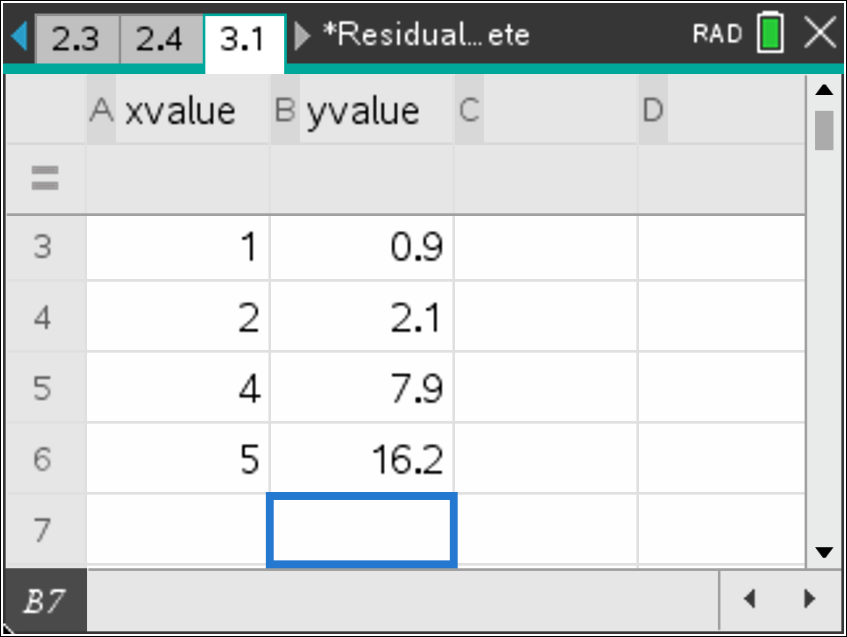 2.3 2.4 3.1 *Residual...ete RAD
A xvalue B yvalue C D
=
3 1 0.9
4 2 2.1
5 4 7.9
6 5 16.2
7
B7